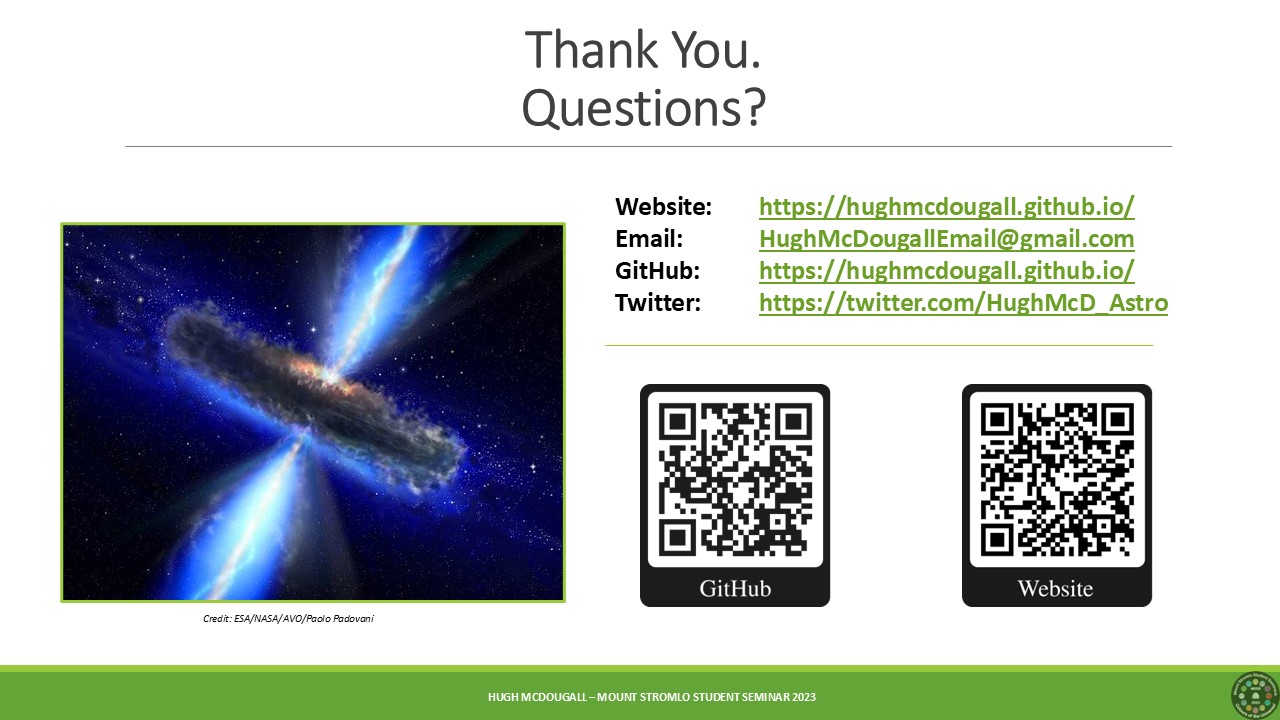 Thank You.
Questions?
Website: https://hughmcdougall.github.io/
Email: HughMcDougallEmail@gmail.com
GitHub: https://hughmcdougall.github.io/
Twitter: https://twitter.com/HughMcD_Astro
GitHub
Website
Credit: ESA/NASA/AVO/Paolo Padovani
HUGH MCDOUGALL – MOUNT STROMLO STUDENT SEMINAR 2023